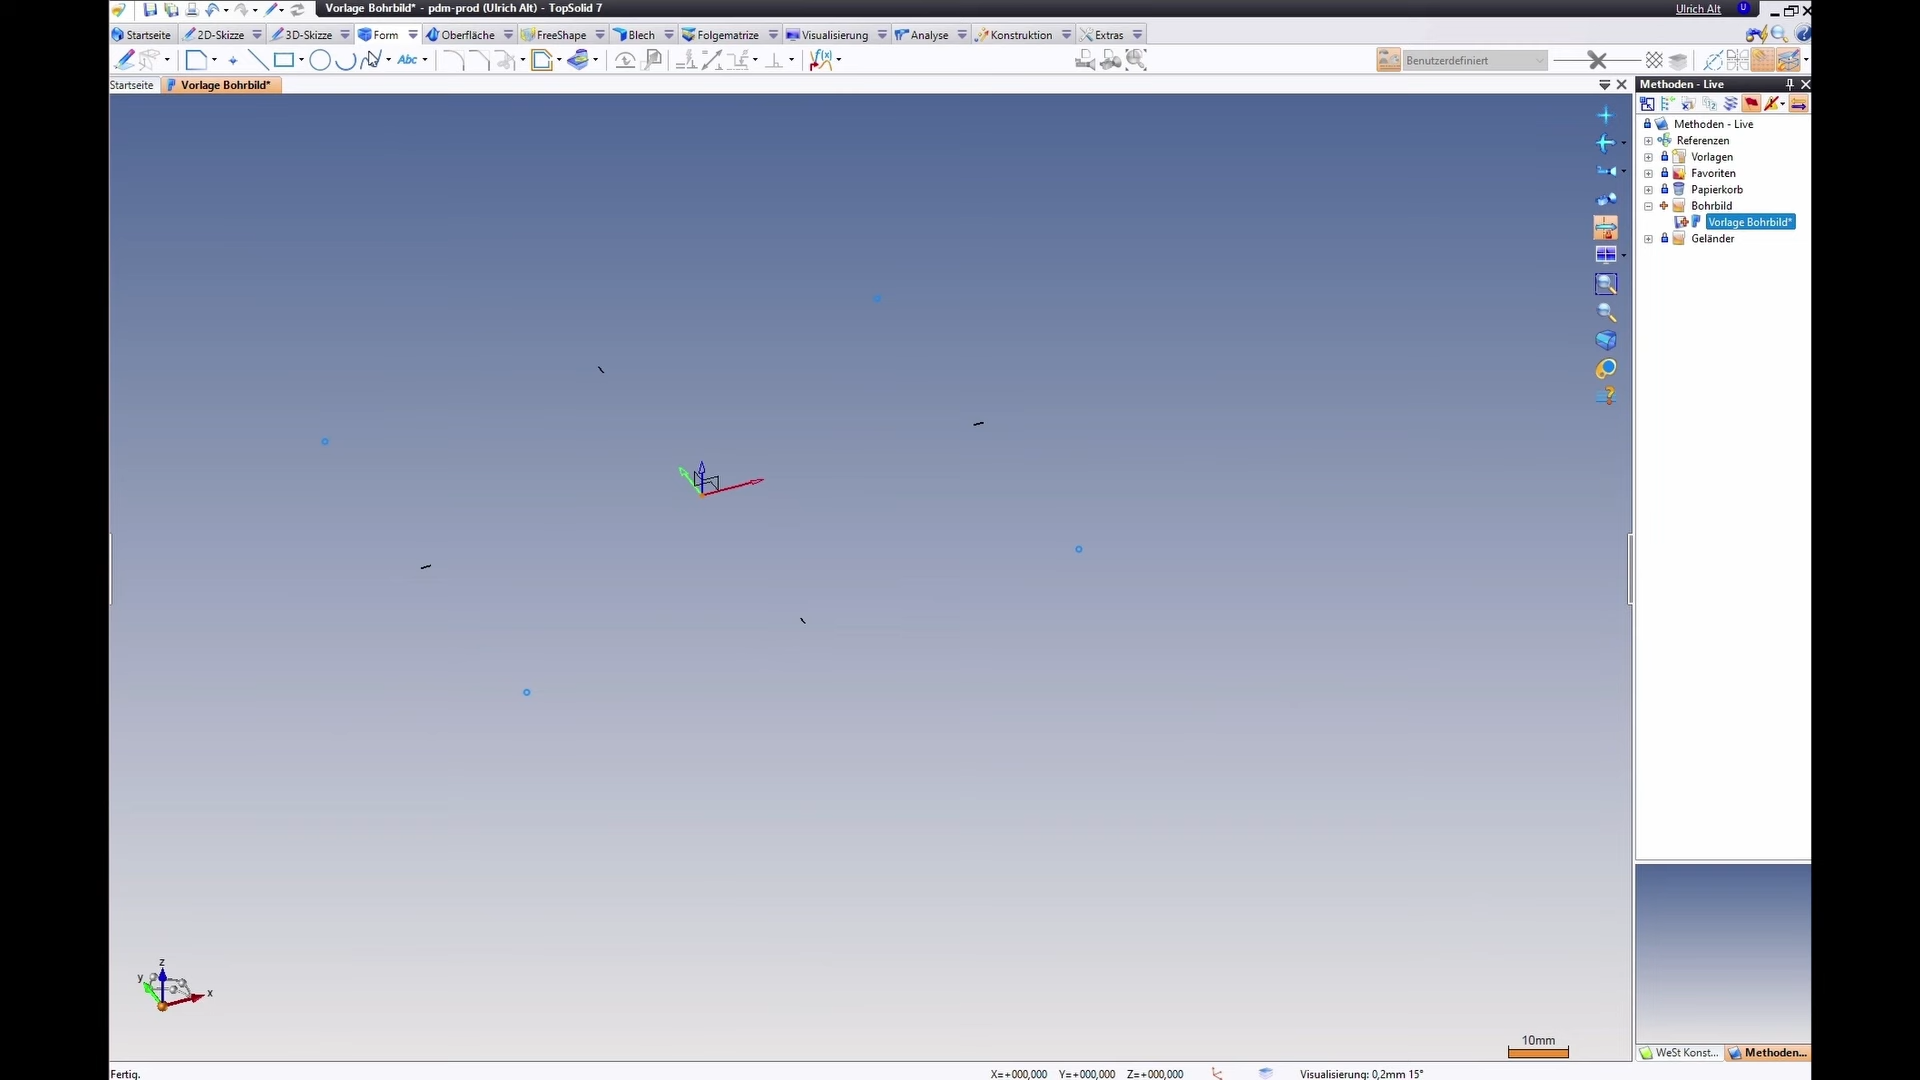 Vorlage Bohrbild* - pdm-prod (Ulrich Alt) - TopSolid 7
Ulrich Alt
U
Startseite
2D-Skizze
3D-Skizze
Form
Oberfläche
FreeShape
Blech
Folgematrize
Visualisierung
Analyse
Konstruktion
Extras
Abc
Benutzerdefiniert
Startseite
Vorlage Bohrbild*
Methoden - Live
Methoden - Live
Referenzen
Vorlagen
Favoriten
Papierkorb
Bohrbild
Vorlage Bohrbild*
Geländer
z
y
x
10mm
WeSt Konst...
Methoden...
Fertig.
X=+000,000 Y=+000,000 Z=+000,000
Visualisierung: 0,2mm 15°